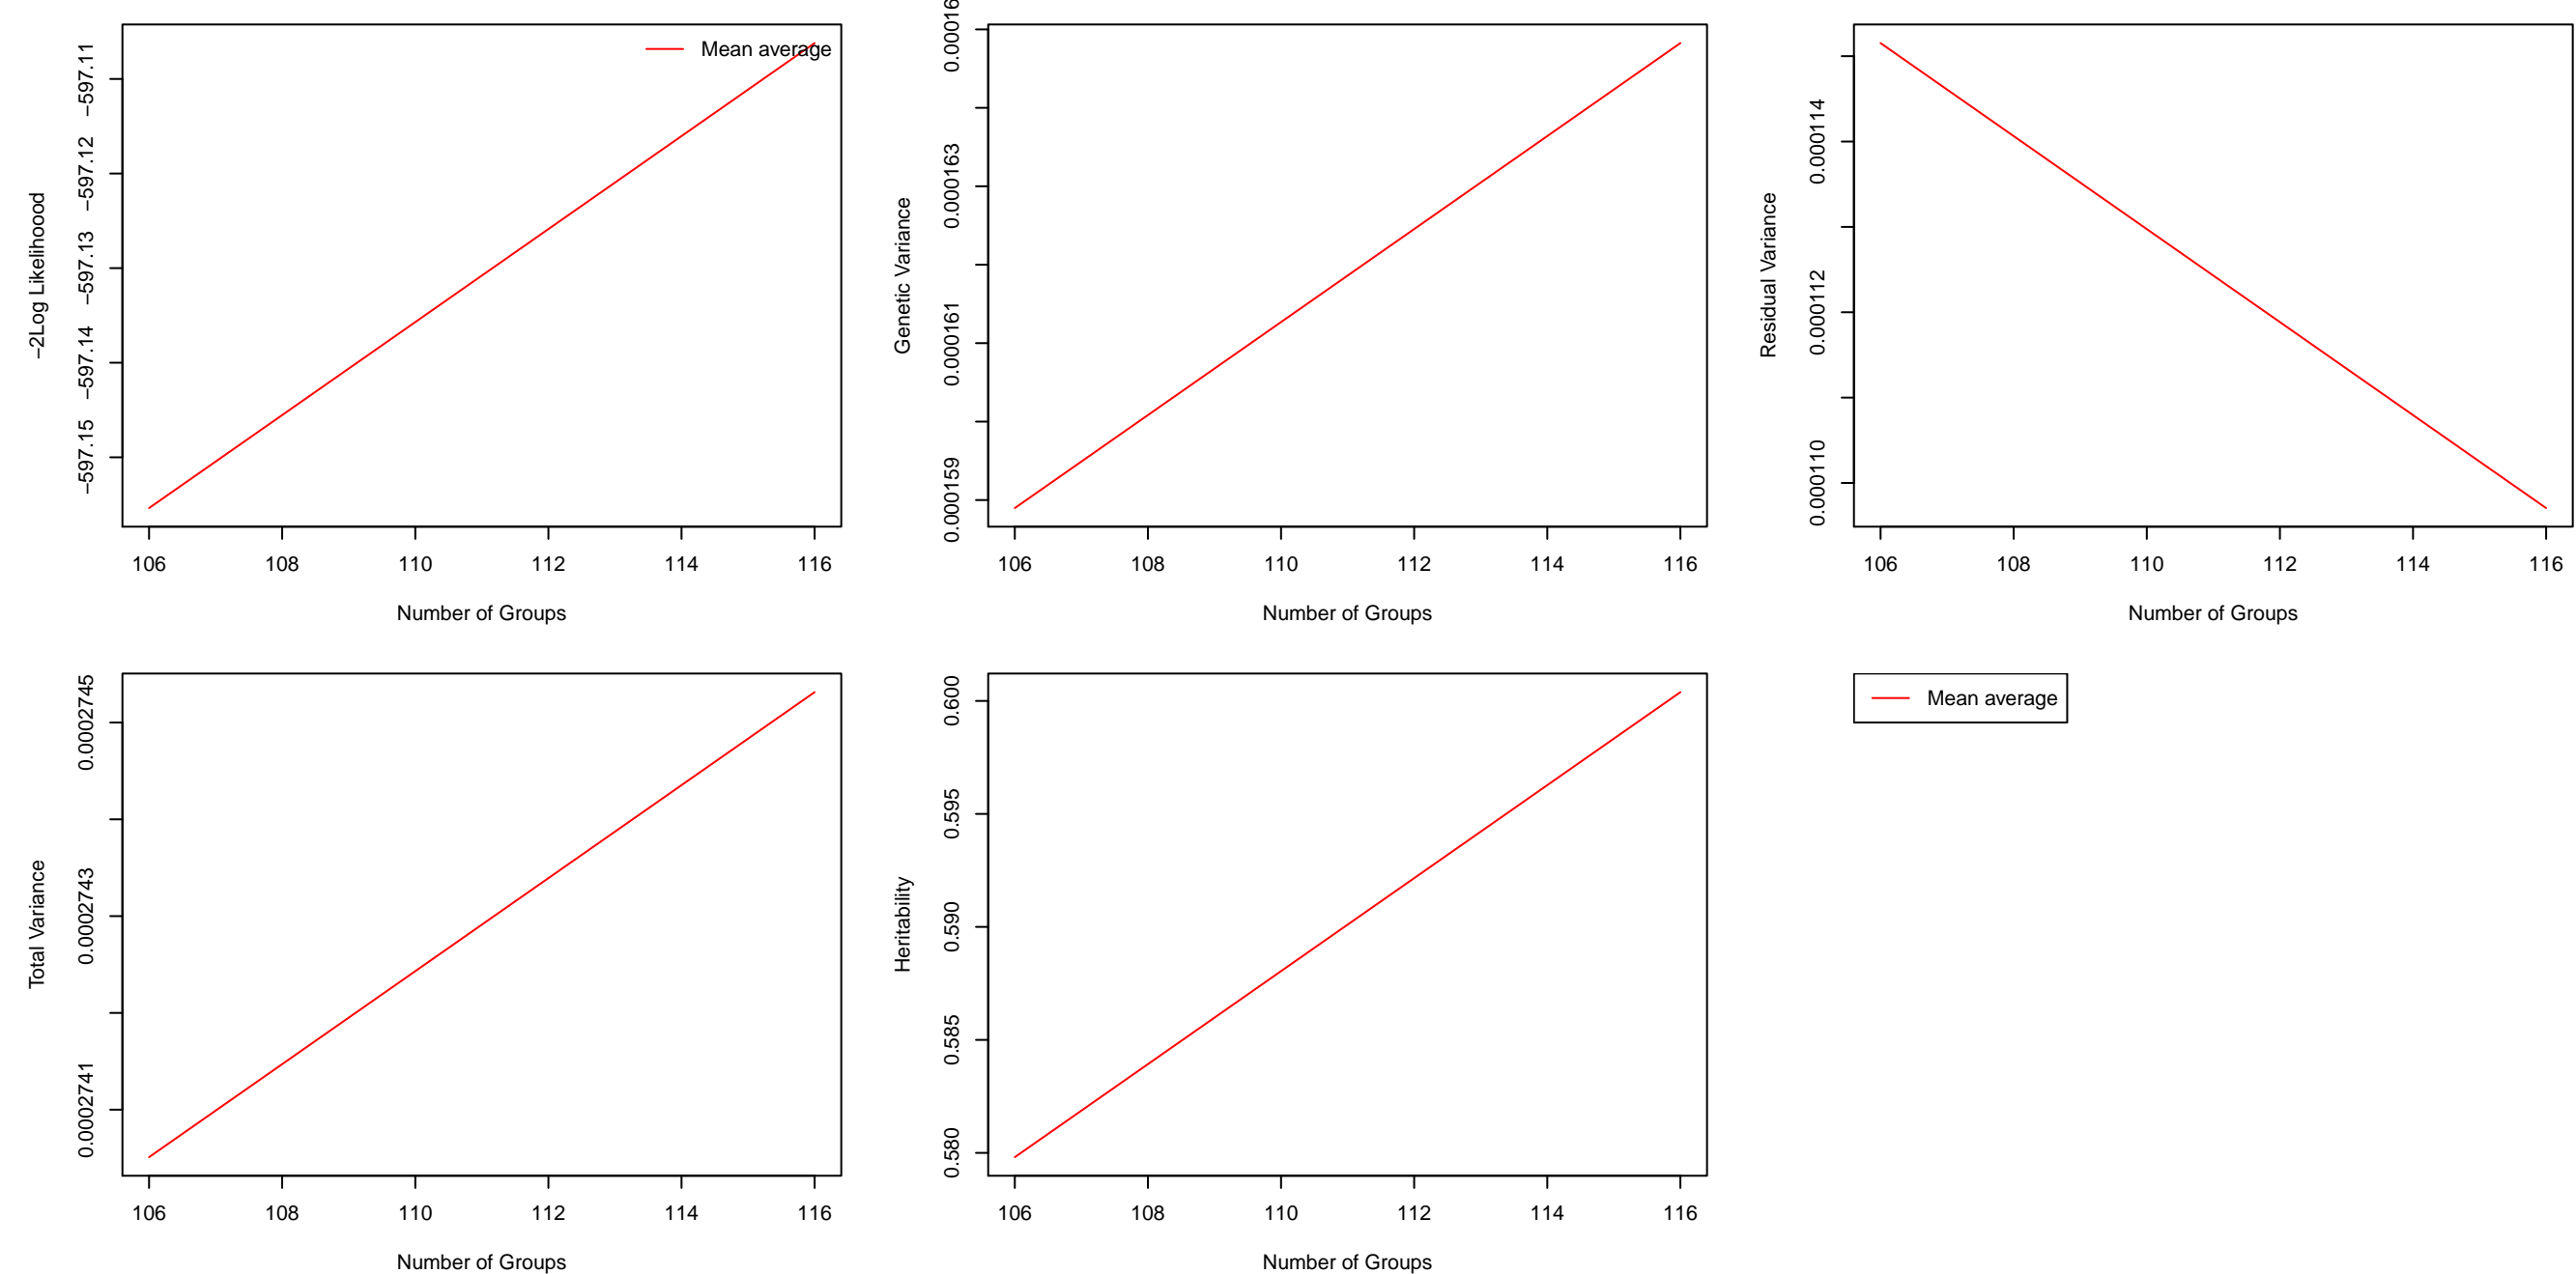 −2Log Likelihood
−597.15 −597.14 −597.13 −597.12 −597.11
Mean average
106 108 110 112 114 116
Number of Groups
Genetic Variance
0.000159 0.000161 0.000163
106 108 110 112 114 116
Number of Groups
Residual Variance
0.000110 0.000112 0.000114
106 108 110 112 114 116
Number of Groups
Total Variance
0.0002741 0.0002743 0.0002745
106 108 110 112 114 116
Number of Groups
Heritability
0.580 0.585 0.590 0.595 0.600
106 108 110 112 114 116
Number of Groups
Mean average